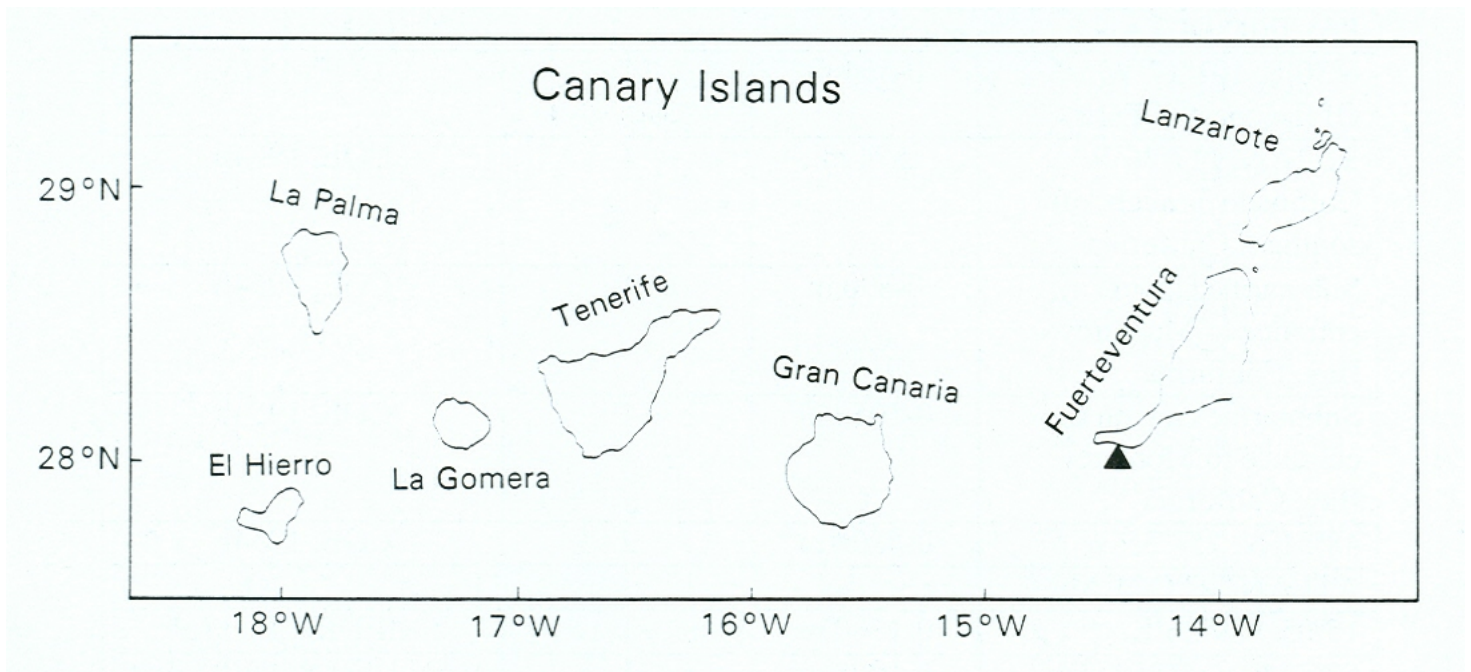 Canary Islands
Lanzarote
29°N
La Palma
Tenerife
Fuerteventura
Gran Canaria
28°N
El Hierro
La Gomera
18°W
17°W
16°W
15°W
14°W